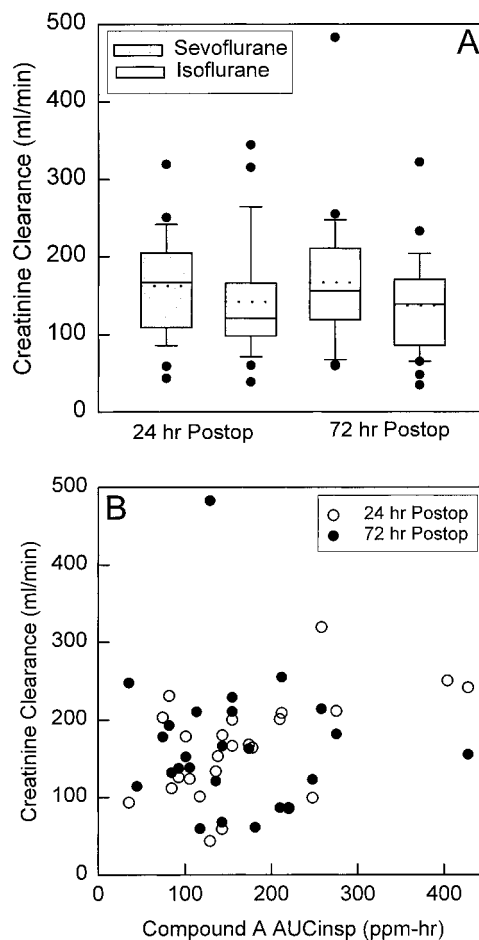 500
400
300
200
100
0
Creatinine Clearance (ml/min)
Sevoflurane
Isoflurane
A
24 hr Postop
72 hr Postop
500
400
300
200
100
0
Creatinine Clearance (ml/min)
B
24 hr Postop
72 hr Postop
0
100
200
300
400
Compound A AUCinsp (ppm-hr)